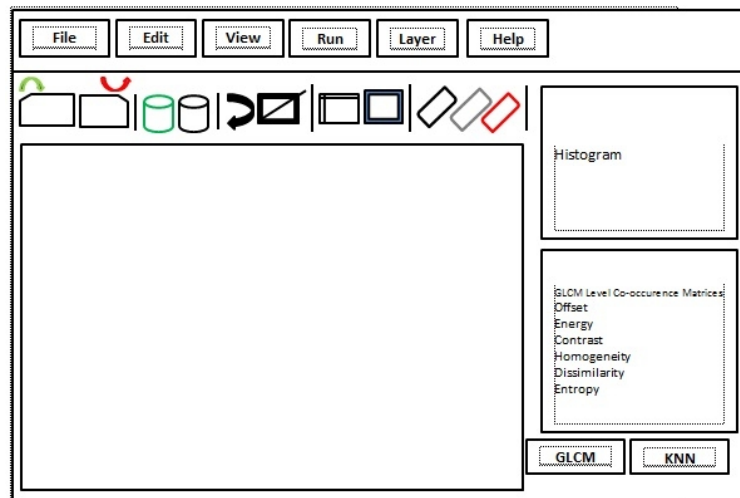 File Edit View Run Layer Help
Histogram
GLCM Level Co-occurence Matrices
Offset
Energy
Contrast
Homogeneity
Dissimilarity
Entropy
GLCM KNN